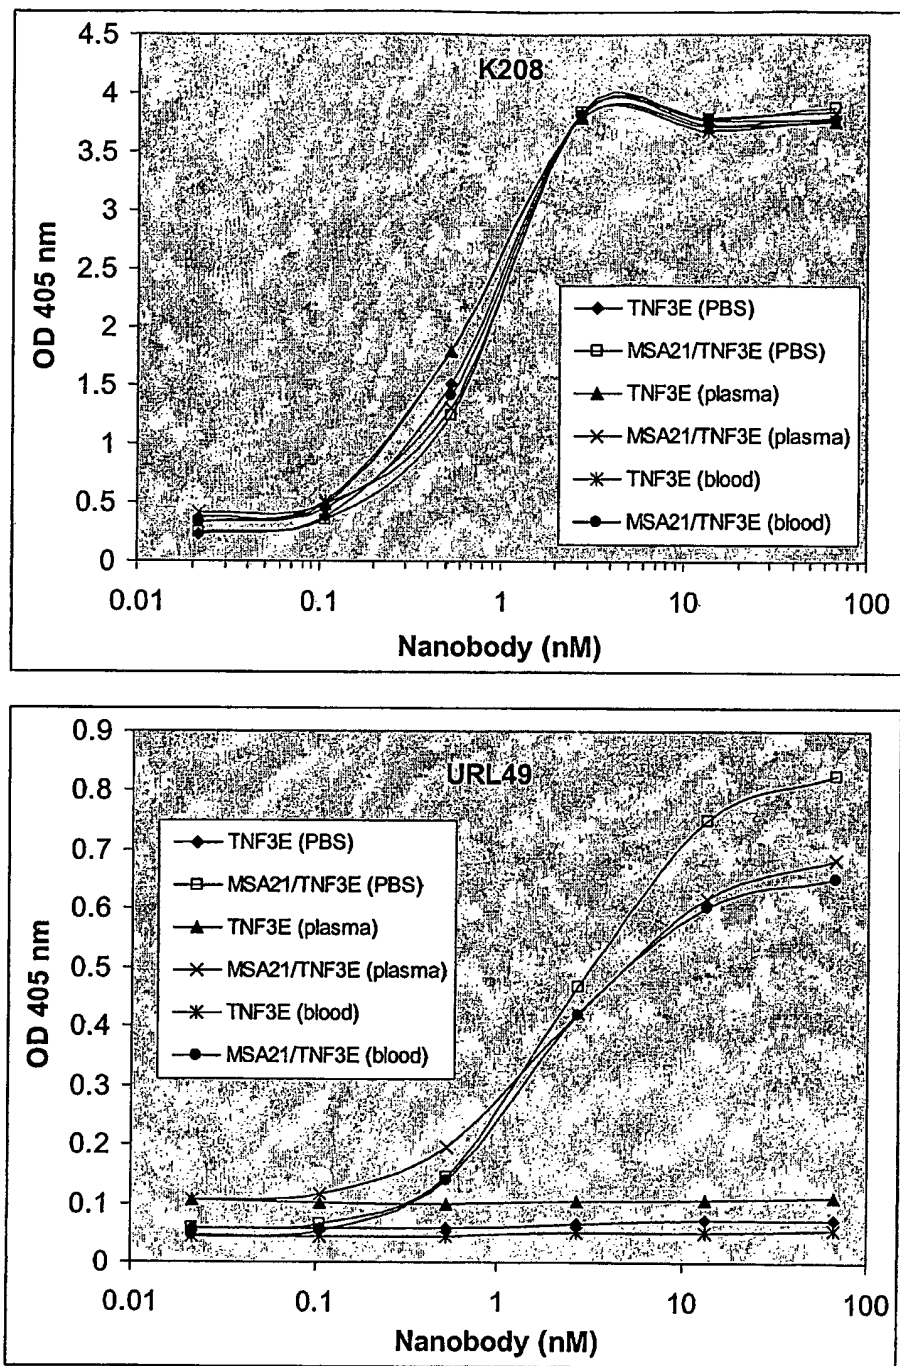 K208
4.5
4
3.5
3
2.5
2
1.5
1
0.5
0
OD 405 nm
TNF3E (PBS)
MSA21/TNF3E (PBS)
TNF3E (plasma)
MSA21/TNF3E (plasma)
TNF3E (blood)
MSA21/TNF3E (blood)
0.01 0.1 1 10 100
Nanobody (nM)
URL49
0.9
0.8
0.7
0.6
0.5
0.4
0.3
0.2
0.1
0
OD 405 nm
TNF3E (PBS)
MSA21/TNF3E (PBS)
TNF3E (plasma)
MSA21/TNF3E (plasma)
TNF3E (blood)
MSA21/TNF3E (blood)
0.01 0.1 1 10 100
Nanobody (nM)